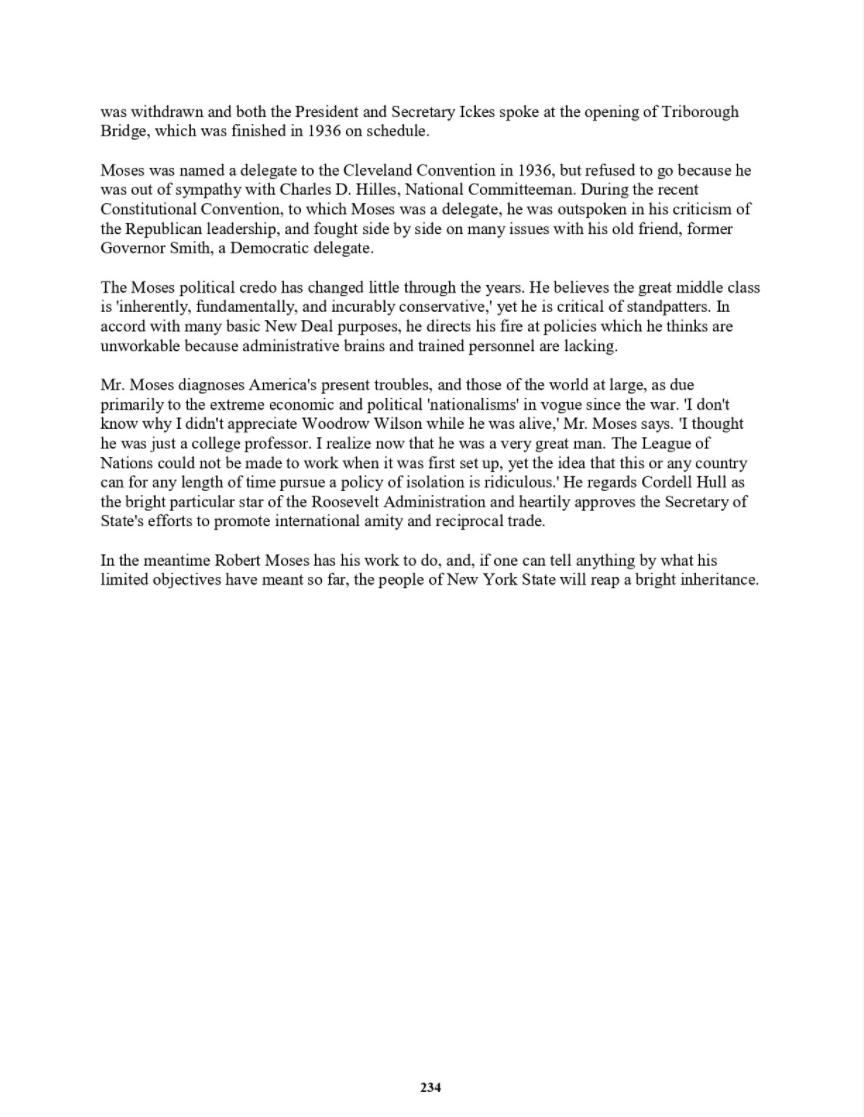 was withdrawn and both the President and Secretary Ickes spoke at the opening of Triborough
Bridge, which was finished in 1936 on schedule.
Moses was named a delegate to the Cleveland Convention in 1936, but refused to go because he
was out of sympathy with Charles D. Hilles, National Committeeman. During the recent
Constitutional Convention, to which Moses was a delegate, he was outspoken in his criticism of
the Republican leadership, and fought side by side on many issues with his old friend, former
Governor Smith, a Democratic delegate.
The Moses political credo has changed little through the years. He believes the great middle class
is 'inherently, fundamentally, and incurably conservative,' yet he is critical of standpatters. In
accord with many basic New Deal purposes, he directs his fire at policies which he thinks are
unworkable because administrative brains and trained personnel are lacking.
Mr. Moses diagnoses America's present troubles, and those of the world at large, as due
primarily to the extreme economic and political 'nationalisms' in vogue since the war. 'I don't
know why I didn't appreciate Woodrow Wilson while he was alive,' Mr. Moses says. 'I thought
he was just a college professor. I realize now that he was a very great man. The League of
Nations could not be made to work when it was first set up, yet the idea that this or any country
can for any length of time pursue a policy of isolation is ridiculous.' He regards Cordell Hull as
the bright particular star of the Roosevelt Administration and heartily approves the Secretary of
State's efforts to promote international amity and reciprocal trade.
In the meantime Robert Moses has his work to do, and, if one can tell anything by what his
limited objectives have meant so far, the people of New York State will reap a bright inheritance.
234